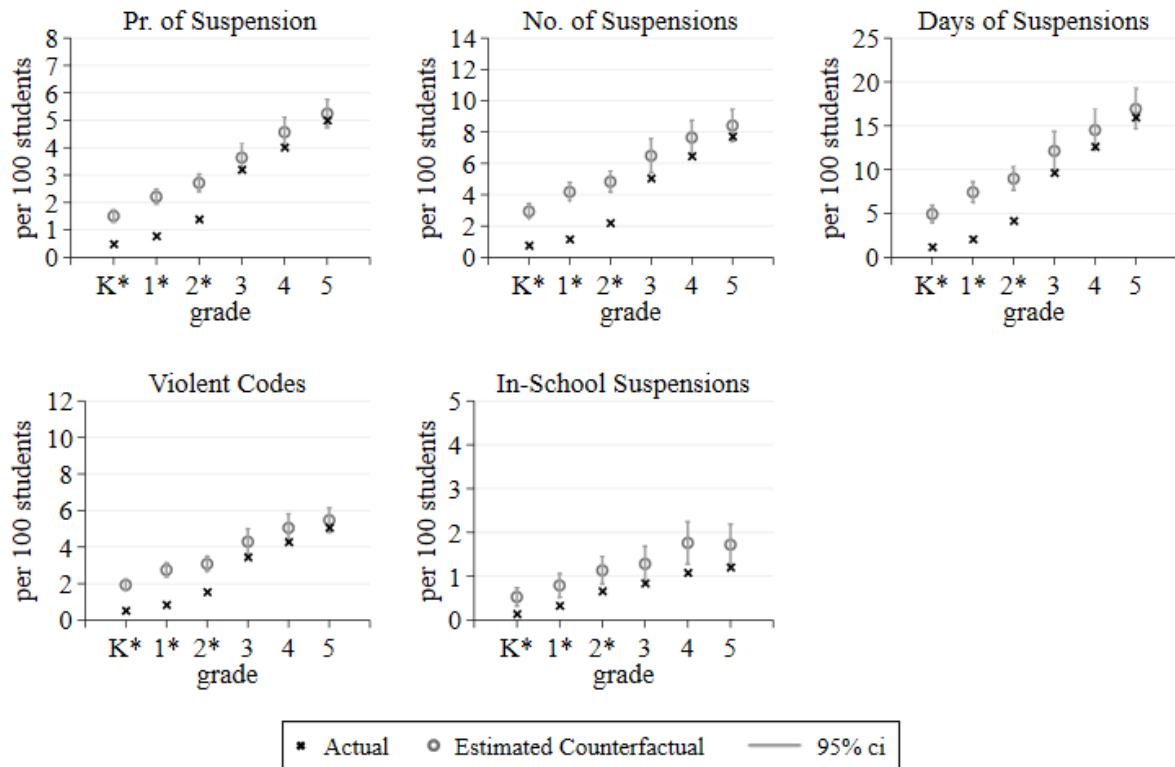 Pr. of Suspension
per 100 students
8
7
6
5
4
3
2
1
0
K* 1* 2* 3 4 5
grade
No. of Suspensions
per 100 students
14
12
10
8
6
4
2
0
K* 1* 2* 3 4 5
grade
Days of Suspensions
per 100 students
25
20
15
10
5
0
K* 1* 2* 3 4 5
grade
Violent Codes
per 100 students
12
10
8
6
4
2
0
K* 1* 2* 3 4 5
grade
In-School Suspensions
per 100 students
5
4
3
2
1
0
K* 1* 2* 3 4 5
grade
Actual Estimated Counterfactual 95% ci